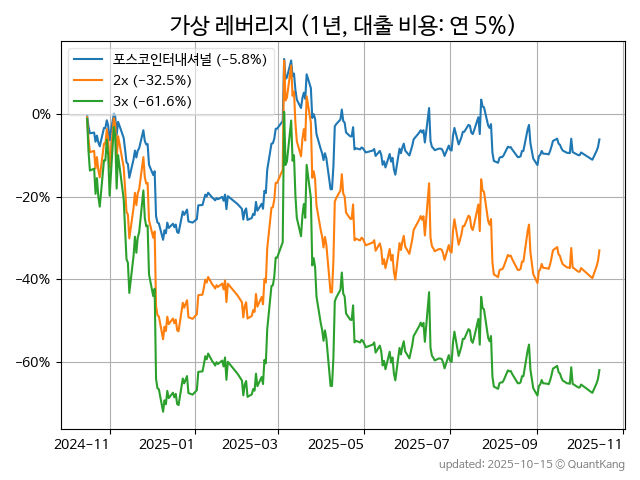 가상 레버리지 (1년, 대출 비용: 연 5%)
포스코인터내셔널 (−5.8%)
2x (−32.5%)
3x (−61.6%)
0%
−20%
−40%
−60%
2024-11 2025-01 2025-03 2025-05 2025-07 2025-09 2025-11
updated: 2025-10-15 © QuantKang